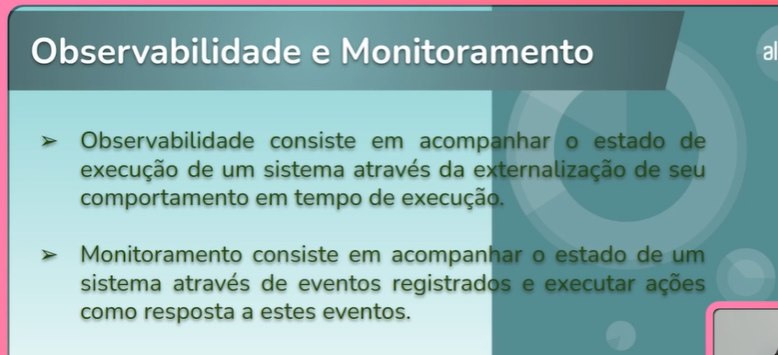 Observabilidade e Monitoramento
al
➢ Observabilidade consiste em acompanhar o estado de
execução de um sistema através da externalização de seu
comportamento em tempo de execução.
➢ Monitoramento consiste em acompanhar o estado de um
sistema através de eventos registrados e executar ações
como resposta a estes eventos.